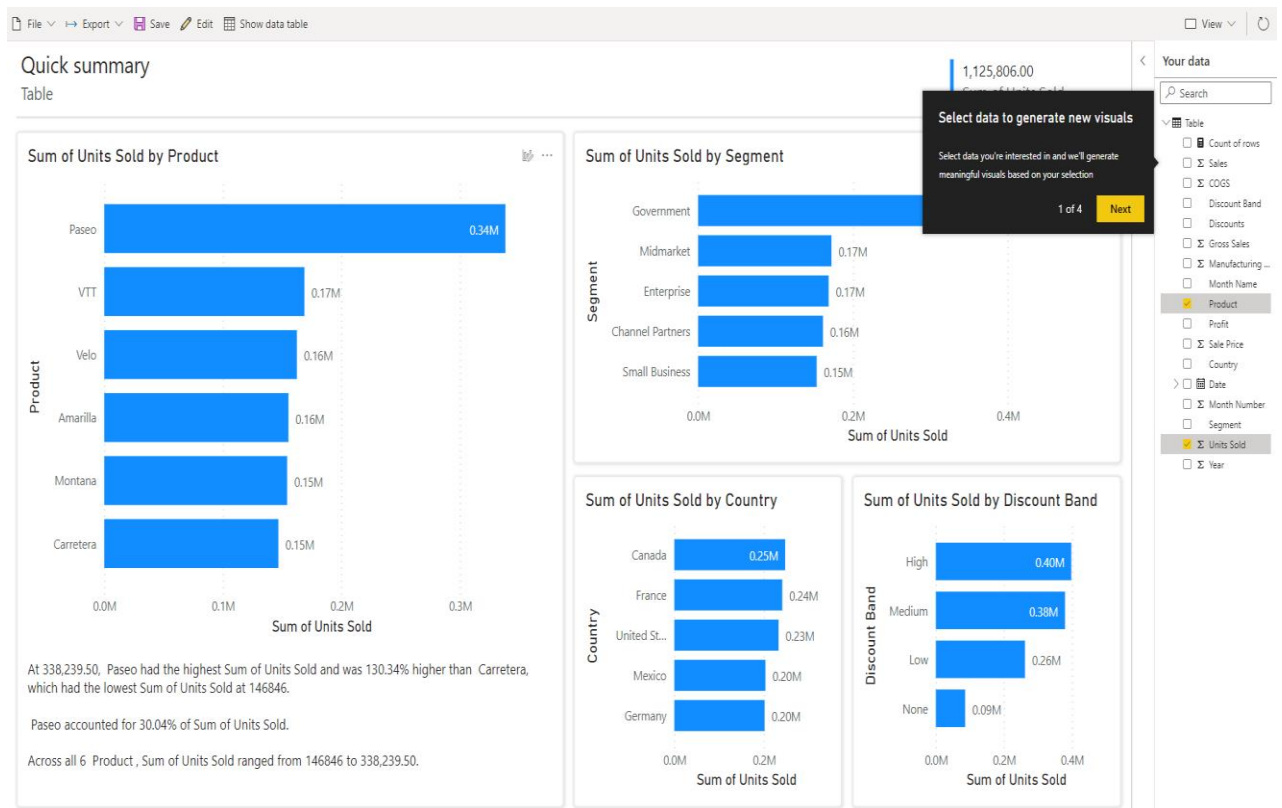 File Export Save Edit Show data table View
Quick summary
Table
1,125,806.00
Sum of Units Sold
Select data to generate new visuals
Select data you're interested in and we'll generate
meaningful visuals based on your selection
1 of 4 Next
Sum of Units Sold by Product
Product
Paseo 0.34M
VTT 0.17M
Velo 0.16M
Amarilla 0.16M
Montana 0.15M
Carretera 0.15M
0.0M 0.1M 0.2M 0.3M
Sum of Units Sold
At 338,239.50, Paseo had the highest Sum of Units Sold and was 130.34% higher than Carretera,
which had the lowest Sum of Units Sold at 146846.
Paseo accounted for 30.04% of Sum of Units Sold.
Across all 6 Product , Sum of Units Sold ranged from 146846 to 338,239.50.
Sum of Units Sold by Segment
Segment
Government
Midmarket 0.17M
Enterprise 0.17M
Channel Partners 0.16M
Small Business 0.15M
0.0M 0.2M 0.4M
Sum of Units Sold
Sum of Units Sold by Country
Country
Canada 0.25M
France 0.24M
United St... 0.23M
Mexico 0.20M
Germany 0.20M
0.0M 0.2M
Sum of Units Sold
Sum of Units Sold by Discount Band
Discount Band
High 0.40M
Medium 0.38M
Low 0.26M
None 0.09M
0.0M 0.2M 0.4M
Sum of Units Sold
Your data
Search
Table
Count of rows
Σ Sales
Σ COGS
Discount Band
Discounts
Σ Gross Sales
Σ Manufacturing ...
Month Name
Product
Profit
Σ Sale Price
Country
Date
Σ Month Number
Segment
Σ Units Sold
Σ Year